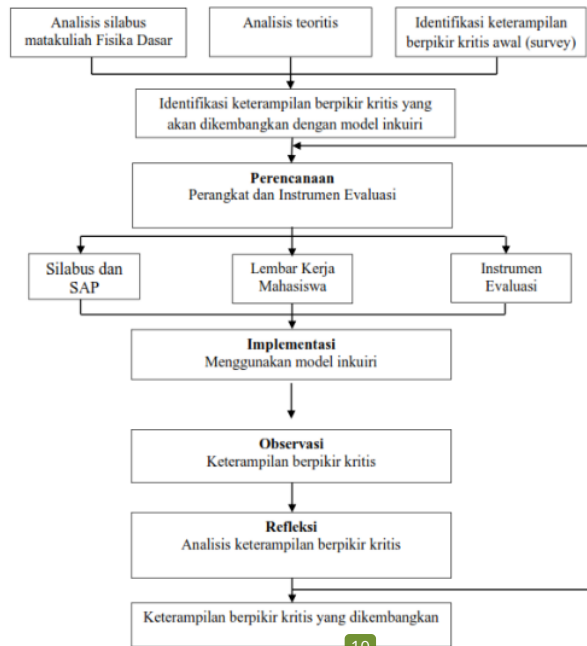 Analisis silabus
matakuliah Fisika Dasar
Analisis teoritis
Identifikasi keterampilan
berpikir kritis awal (survey)
Identifikasi keterampilan berpikir kritis yang
akan dikembangkan dengan model inkuiri
Perencanaan
Perangkat dan Instrumen Evaluasi
Silabus dan
SAP
Lembar Kerja
Mahasiswa
Instrumen
Evaluasi
Implementasi
Menggunakan model inkuiri
Observasi
Keterampilan berpikir kritis
Refleksi
Analisis keterampilan berpikir kritis
Keterampilan berpikir kritis yang dikembangkan